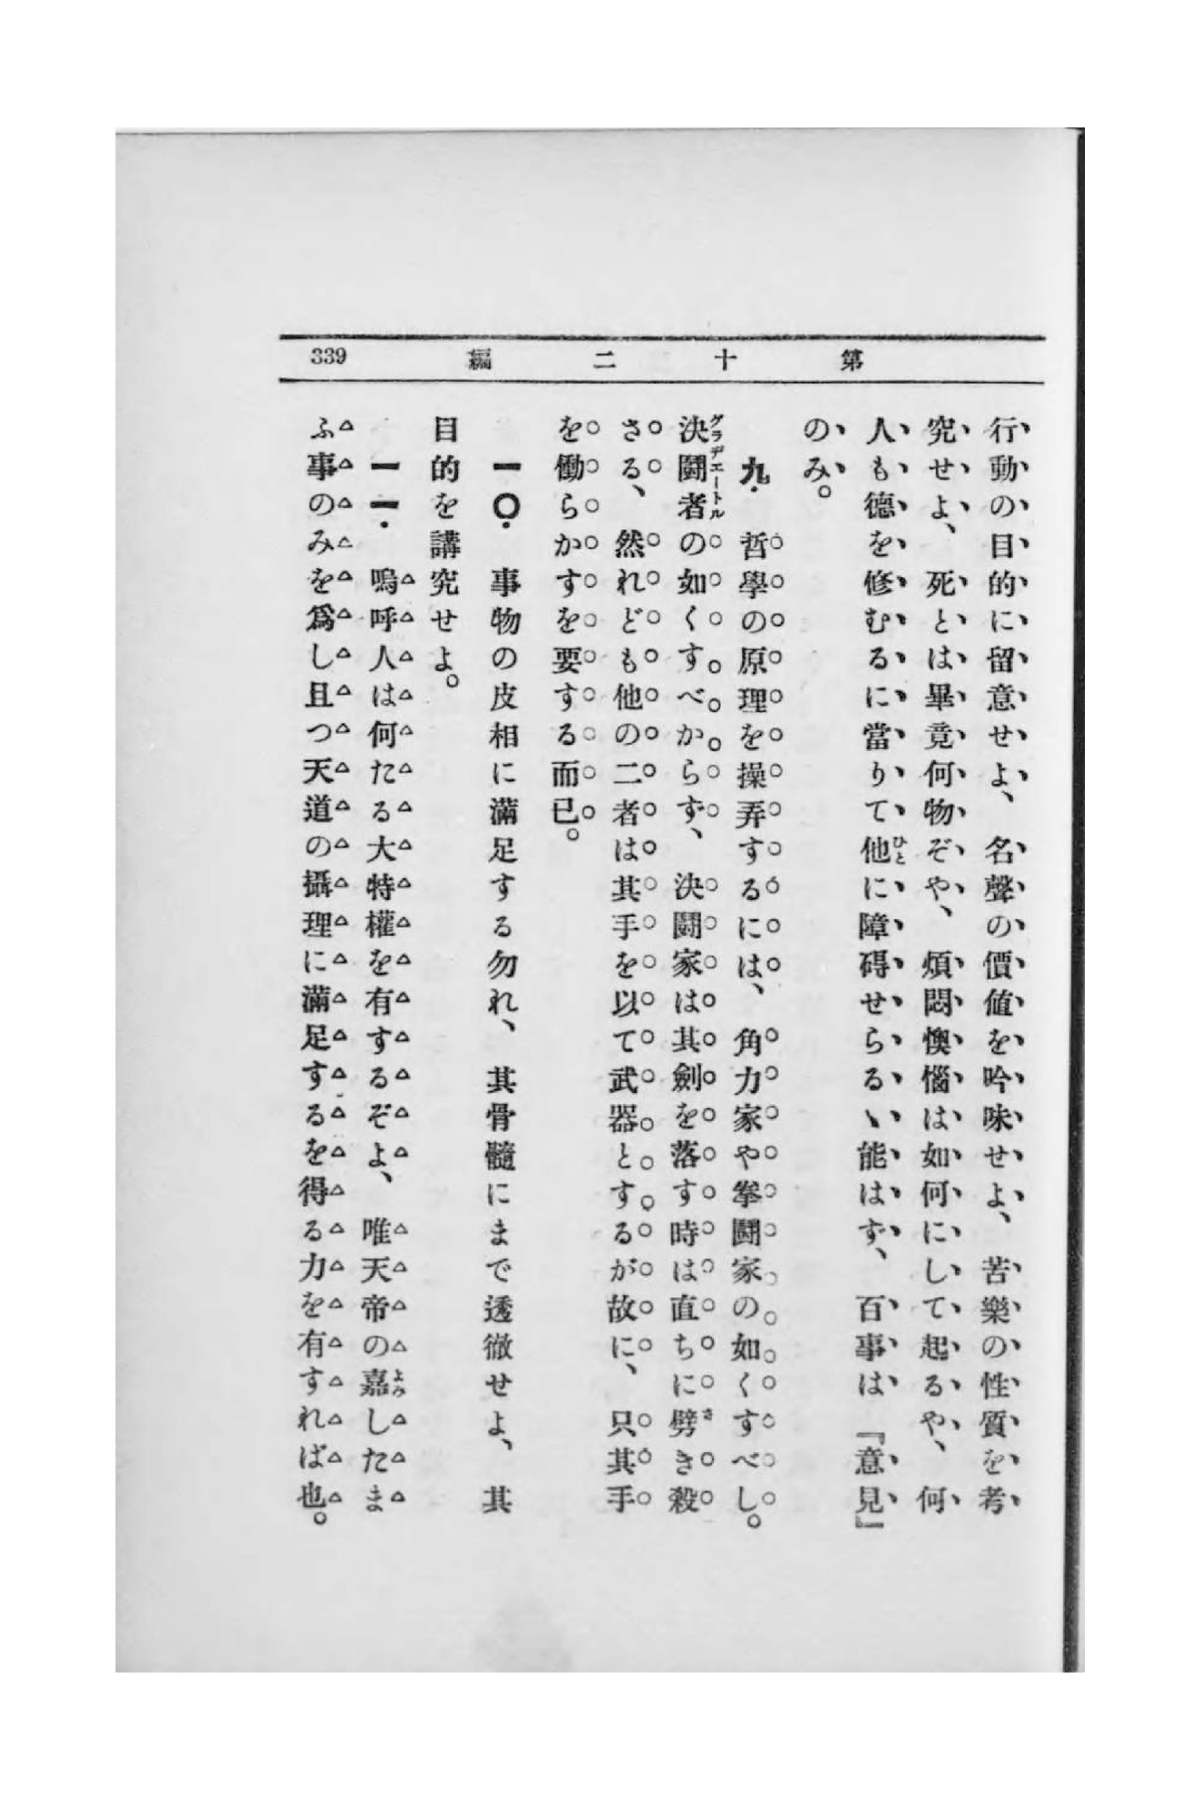 第十二編
339
行動の目的に留意せよ、名聲の價値を吟味せよ、苦樂の性質を考
究せよ、死とは畢竟何物ぞや、煩悶懊惱は如何にして起るや、何
人も德を修むるに當りて他に障碍せらるゝ能はず、百事は『意見』
のみ。
九.哲學の原理を操弄するには、角力家や拳鬪家の如くすべし。
決鬪者の如くすべからず、決鬪家は其劍を落す時は直ちに劈き殺
さる、然れども他の二者は其手を以て武器とするが故に、只其手
を働らかすを要する而已。
一〇.事物の皮相に滿足する勿れ、其骨髓にまで透徹せよ、其
目的を講究せよ。
一一.嗚呼人は何たる大特權を有するぞよ、唯天帝の嘉したま
ふ事のみを爲し且つ天道の攝理に滿足するを得る力を有すれば也。